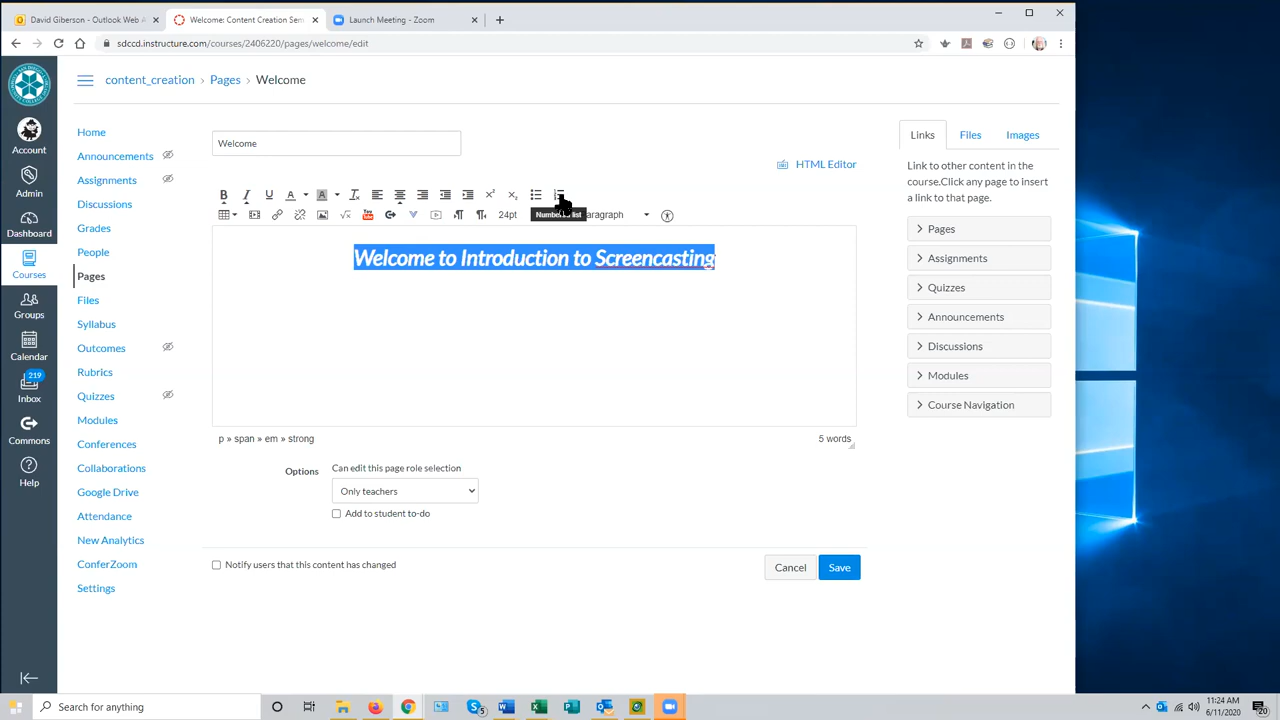 David Giberson - Outlook Web A
Welcome: Content Creation Sem
Launch Meeting - Zoom
sdccd.instructure.com/courses/2406220/pages/welcome/edit
content_creation > Pages > Welcome
Account
Admin
Dashboard
Courses
Groups
Calendar
219
Inbox
Commons
Help
Home
Announcements
Assignments
Discussions
Grades
People
Pages
Files
Syllabus
Outcomes
Rubrics
Quizzes
Modules
Conferences
Collaborations
Google Drive
Attendance
New Analytics
ConferZoom
Settings
Welcome
HTML Editor
24pt
aragraph
Welcome to Introduction to Screencasting
p » span » em » strong
5 words
Options
Can edit this page role selection
Only teachers
Add to student to-do
Notify users that this content has changed
Cancel
Save
Links
Files
Images
Link to other content in the
course.Click any page to insert
a link to that page.
Pages
Assignments
Quizzes
Announcements
Discussions
Modules
Course Navigation
Search for anything
11:24 AM
6/11/2020
20